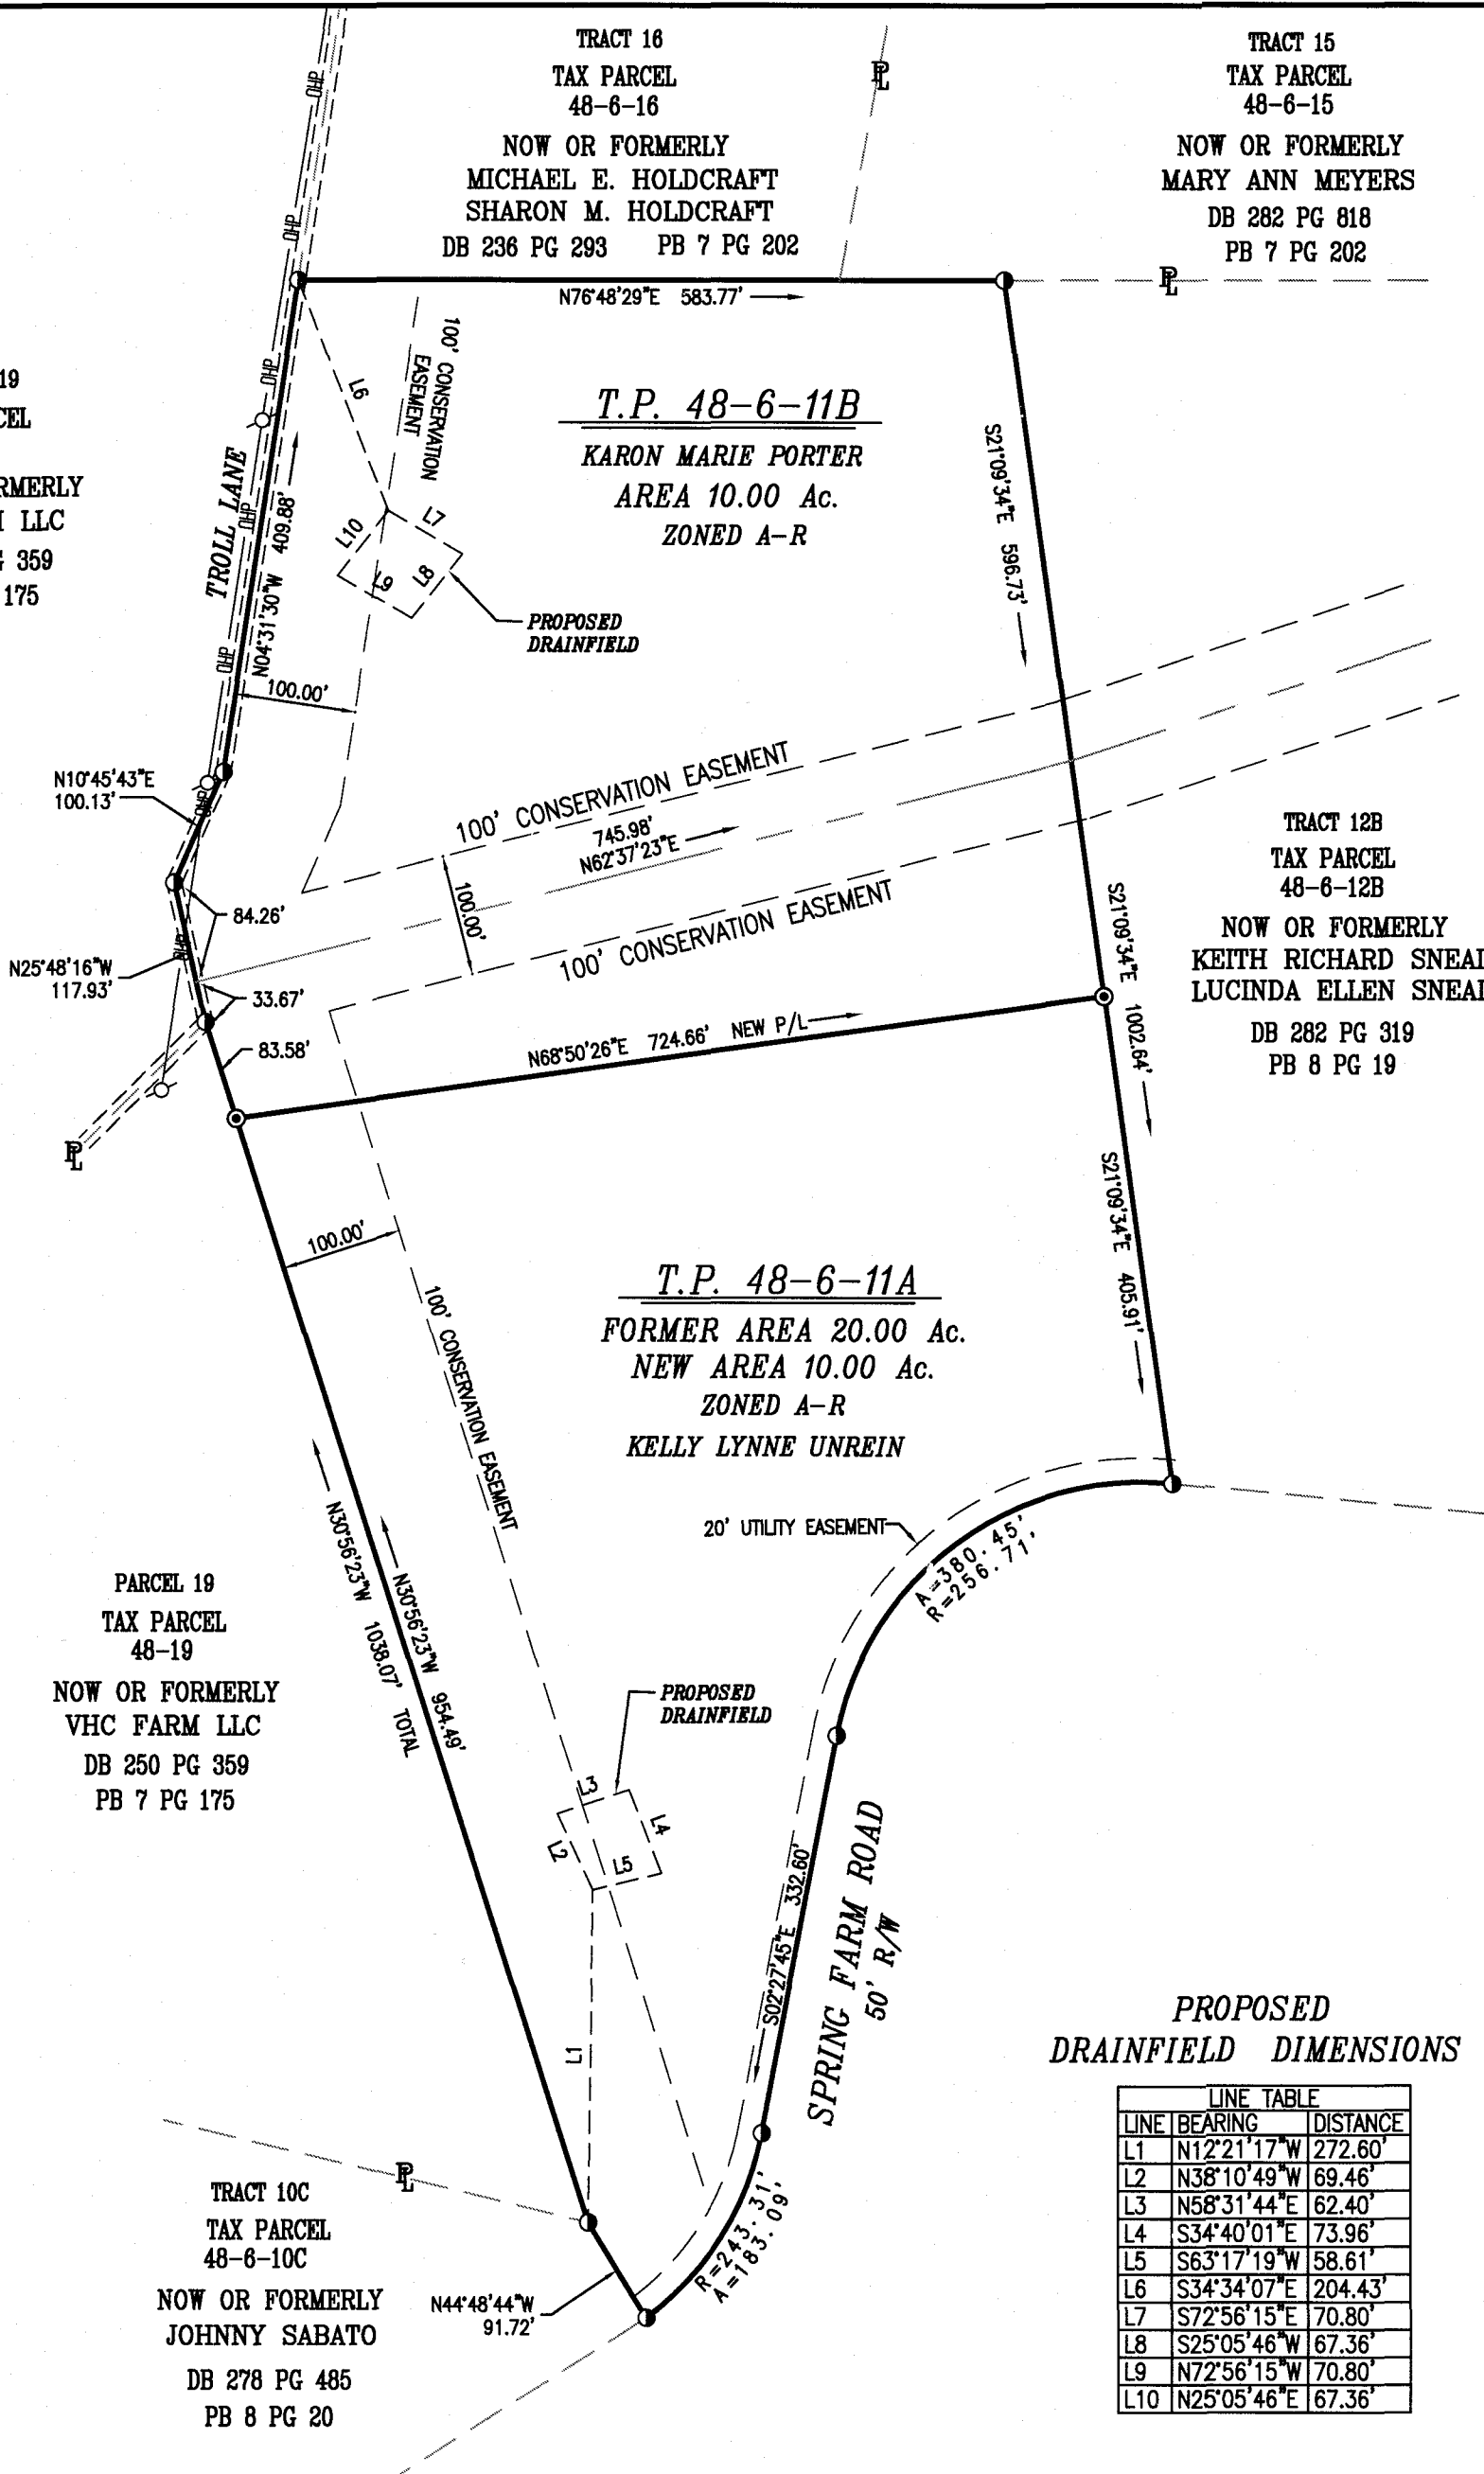 TRACT 16
TAX PARCEL
48-6-16
NOW OR FORMERLY
MICHAEL E. HOLDCRAFT
SHARON M. HOLDCRAFT
DB 236 PG 293 PB 7 PG 202
PL
TRACT 15
TAX PARCEL
48-6-15
NOW OR FORMERLY
MARY ANN MEYERS
DB 282 PG 818
PB 7 PG 202
PL
OHP
OHP
OHP
OHP
OHP
OHP
OHP
N76°48'29"E 583.77'
19
CEL
RMERLY
LLC
359
175
TROLL LANE
N04°31'30"W 409.88'
L6
100' CONSERVATION
EASEMENT
T.P. 48-6-11B
KARON MARIE PORTER
AREA 10.00 Ac.
ZONED A-R
S21°09'34"E 596.73'
L7
L10
L9
L8
PROPOSED
DRAINFIELD
100.00'
N10°45'43"E
100.13'
100' CONSERVATION EASEMENT
745.98'
N62°37'23"E
100.00'
100' CONSERVATION EASEMENT
84.26'
N25°48'16"W
117.93'
33.67'
83.58'
PL
N68°50'26"E 724.66' NEW P/L
S21°09'34"E 1002.64'
TRACT 12B
TAX PARCEL
48-6-12B
NOW OR FORMERLY
KEITH RICHARD SNEAD
LUCINDA ELLEN SNEAD
DB 282 PG 319
PB 8 PG 19
S21°09'34"E 405.91'
100.00'
100' CONSERVATION EASEMENT
T.P. 48-6-11A
FORMER AREA 20.00 Ac.
NEW AREA 10.00 Ac.
ZONED A-R
KELLY LYNNE UNREIN
20' UTILITY EASEMENT
A=380.45'
R=256.71'
N30°56'23"W 1038.07' TOTAL
N30°56'23"W 954.49'
PARCEL 19
TAX PARCEL
48-19
NOW OR FORMERLY
VHC FARM LLC
DB 250 PG 359
PB 7 PG 175
PROPOSED
DRAINFIELD
L3
L4
L2
L5
L1
S02°27'45"E 332.60'
SPRING FARM ROAD
50' R/W
R=243.31'
A=183.09'
PL
TRACT 10C
TAX PARCEL
48-6-10C
NOW OR FORMERLY
JOHNNY SABATO
DB 278 PG 485
PB 8 PG 20
N44°48'44"W
91.72'
PROPOSED
DRAINFIELD DIMENSIONS
LINE TABLE
LINE BEARING DISTANCE
L1 N12°21'17"W 272.60'
L2 N38°10'49"W 69.46'
L3 N58°31'44"E 62.40'
L4 S34°40'01"E 73.96'
L5 S63°17'19"W 58.61'
L6 S34°34'07"E 204.43'
L7 S72°56'15"E 70.80'
L8 S25°05'46"W 67.36'
L9 N72°56'15"W 70.80'
L10 N25°05'46"E 67.36'